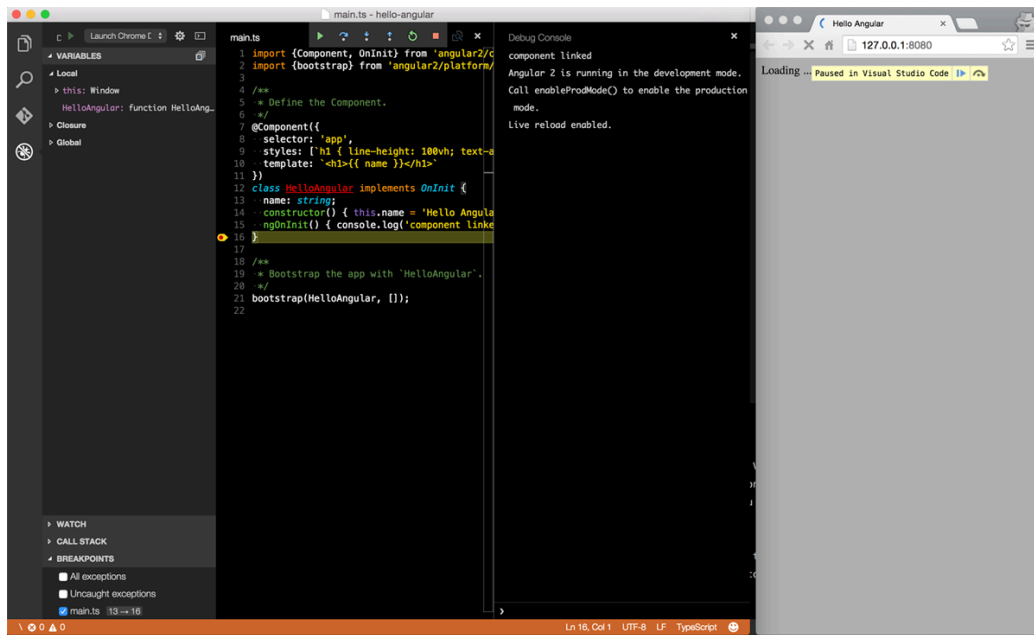 main.ts - hello-angular
Launch Chrome
VARIABLES
Local
this: Window
HelloAngular: function HelloAng…
Closure
Global
WATCH
CALL STACK
BREAKPOINTS
All exceptions
Uncaught exceptions
main.ts 13 → 16
0 0
main.ts
1 import {Component, OnInit} from 'angular2/c
2 import {bootstrap} from 'angular2/platform/
3
4 /**
5 * Define the Component.
6 */
7 @Component({
8 selector: 'app',
9 styles: [`h1 { line-height: 100vh; text-a
10 template: `<h1>{{ name }}</h1>`
11 })
12 class HelloAngular implements OnInit {
13 name: string;
14 constructor() { this.name = 'Hello Angula
15 ngOnInit() { console.log('component linke
16 }
17
18 /**
19 * Bootstrap the app with `HelloAngular`.
20 */
21 bootstrap(HelloAngular, []);
22
Debug Console
component linked
Angular 2 is running in the development mode.
Call enableProdMode() to enable the production
mode.
Live reload enabled.
Ln 16, Col 1 UTF-8 LF TypeScript
Hello Angular
127.0.0.1:8080
Loading ... Paused in Visual Studio Code